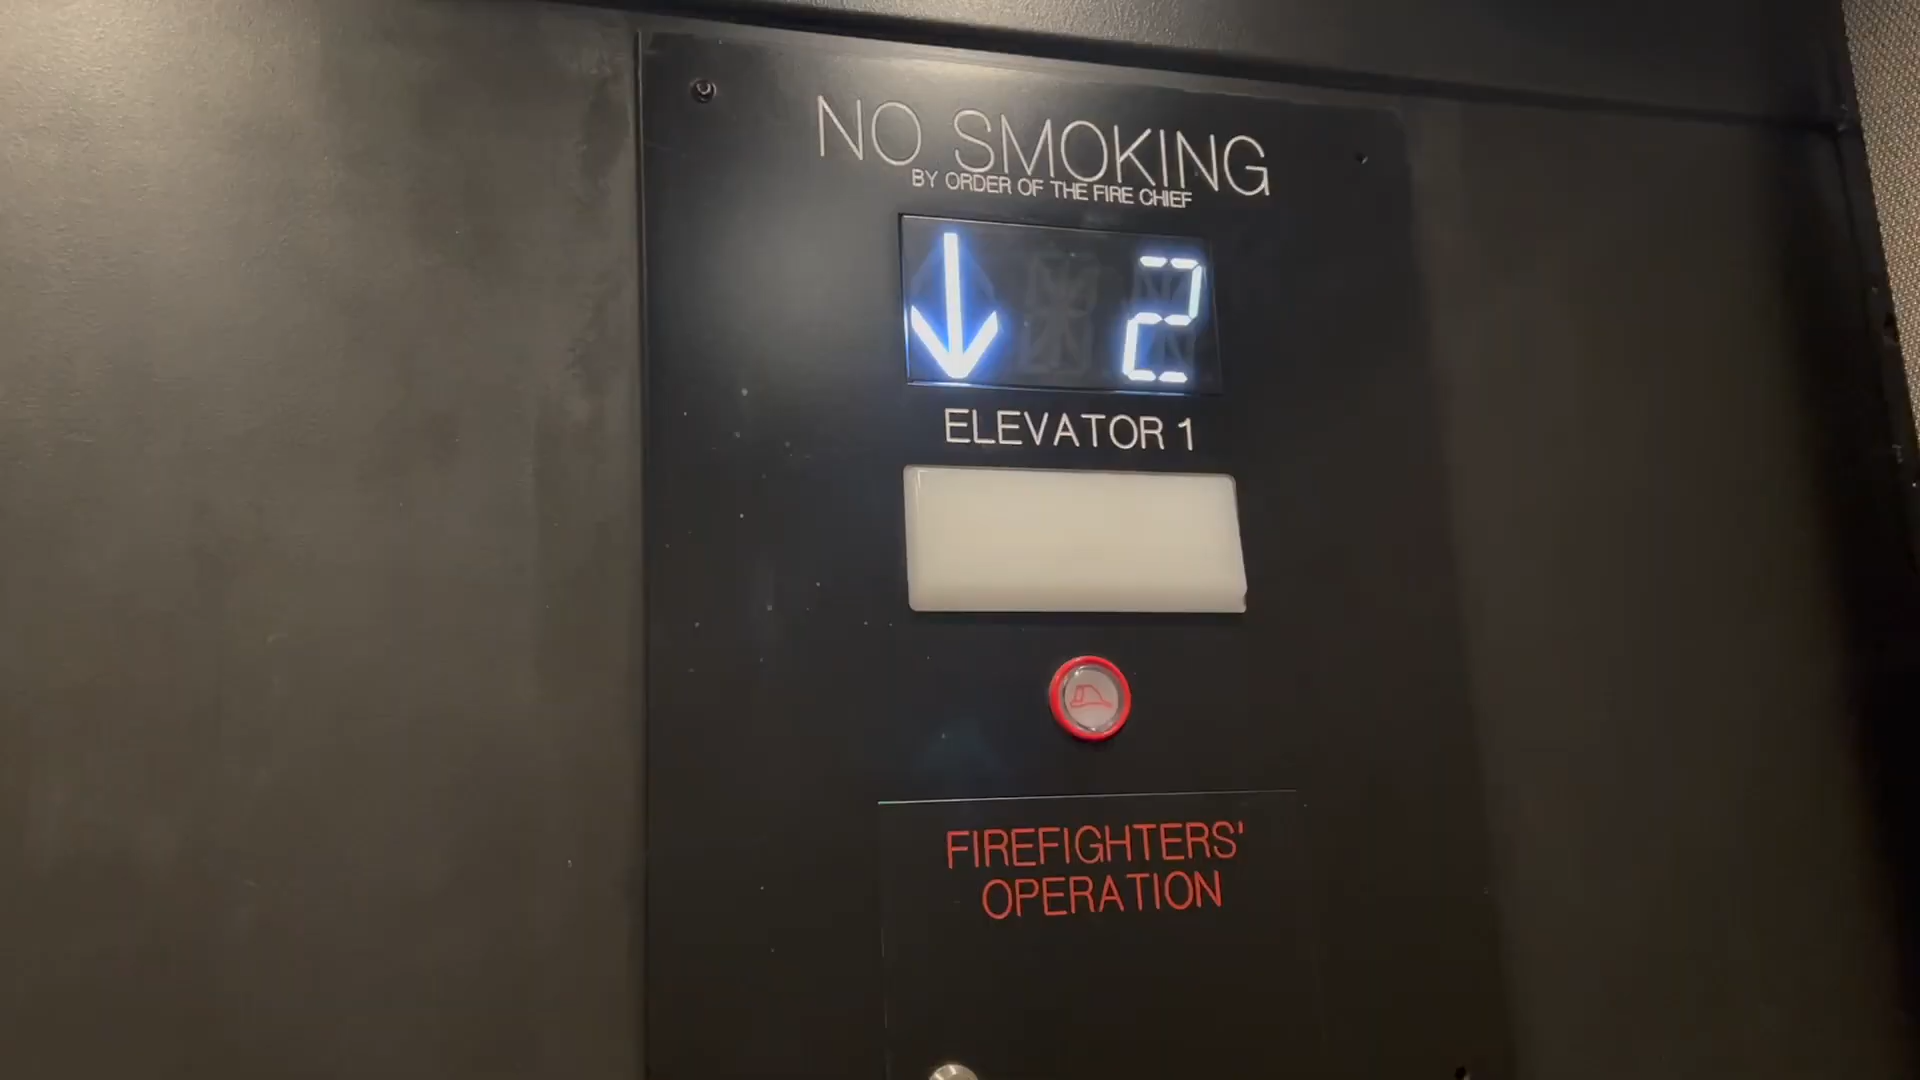 NO SMOKING
BY ORDER OF THE FIRE CHIEF
2
ELEVATOR 1
FIREFIGHTERS'
OPERATION